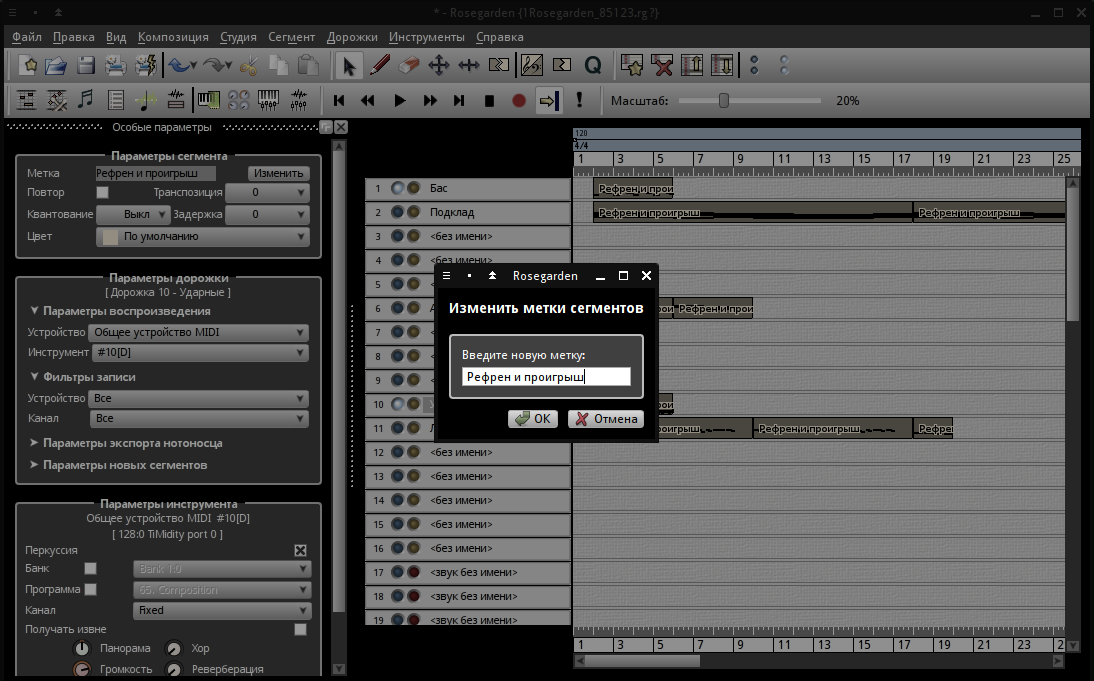 * - Rosegarden {1Rosegarden_85123.rg ?}
Файл Правка Вид Композиция Студия Сегмент Дорожки Инструменты Справка
Масштаб: 20%
Особые параметры
Параметры сегмента
Метка Рефрен и проигрыш Изменить
Повтор Транспозиция 0
Квантование Выкл Задержка 0
Цвет По умолчанию
Параметры дорожки
[ Дорожка 10 - Ударные ]
Параметры воспроизведения
Устройство Общее устройство MIDI
Инструмент #10[D]
Фильтры записи
Устройство Все
Канал Все
Параметры экспорта нотоносца
Параметры новых сегментов
Параметры инструмента
Общее устройство MIDI #10[D]
[ 128:0 TiMidity port 0 ]
Перкуссия
Банк Bank 1:0
Программа 65. Composition
Канал Fixed
Получать извне
Панорама Хор
Громкость Реверберация
120
4/4
1 3 5 7 9 11 13 15 17 19 21 23 25
1 Бас Рефрен и прои
2 Подклад Рефрен и проигрыш Рефрен и проигрыш
3 <без имени>
4 <без имени>
5
6 Рефрен и прои
7
8
9
10
11 Рефрен и проигрыш Рефрен
12 <без имени>
13 <без имени>
14 <без имени>
15 <без имени>
16 <без имени>
17 <звук без имени>
18 <звук без имени>
19 <звук без имени>
1 3 5 7 9 11 13 15 17 19 21 23 2
Rosegarden
Изменить метки сегментов
Введите новую метку:
Рефрен и проигрыш
OK Отмена